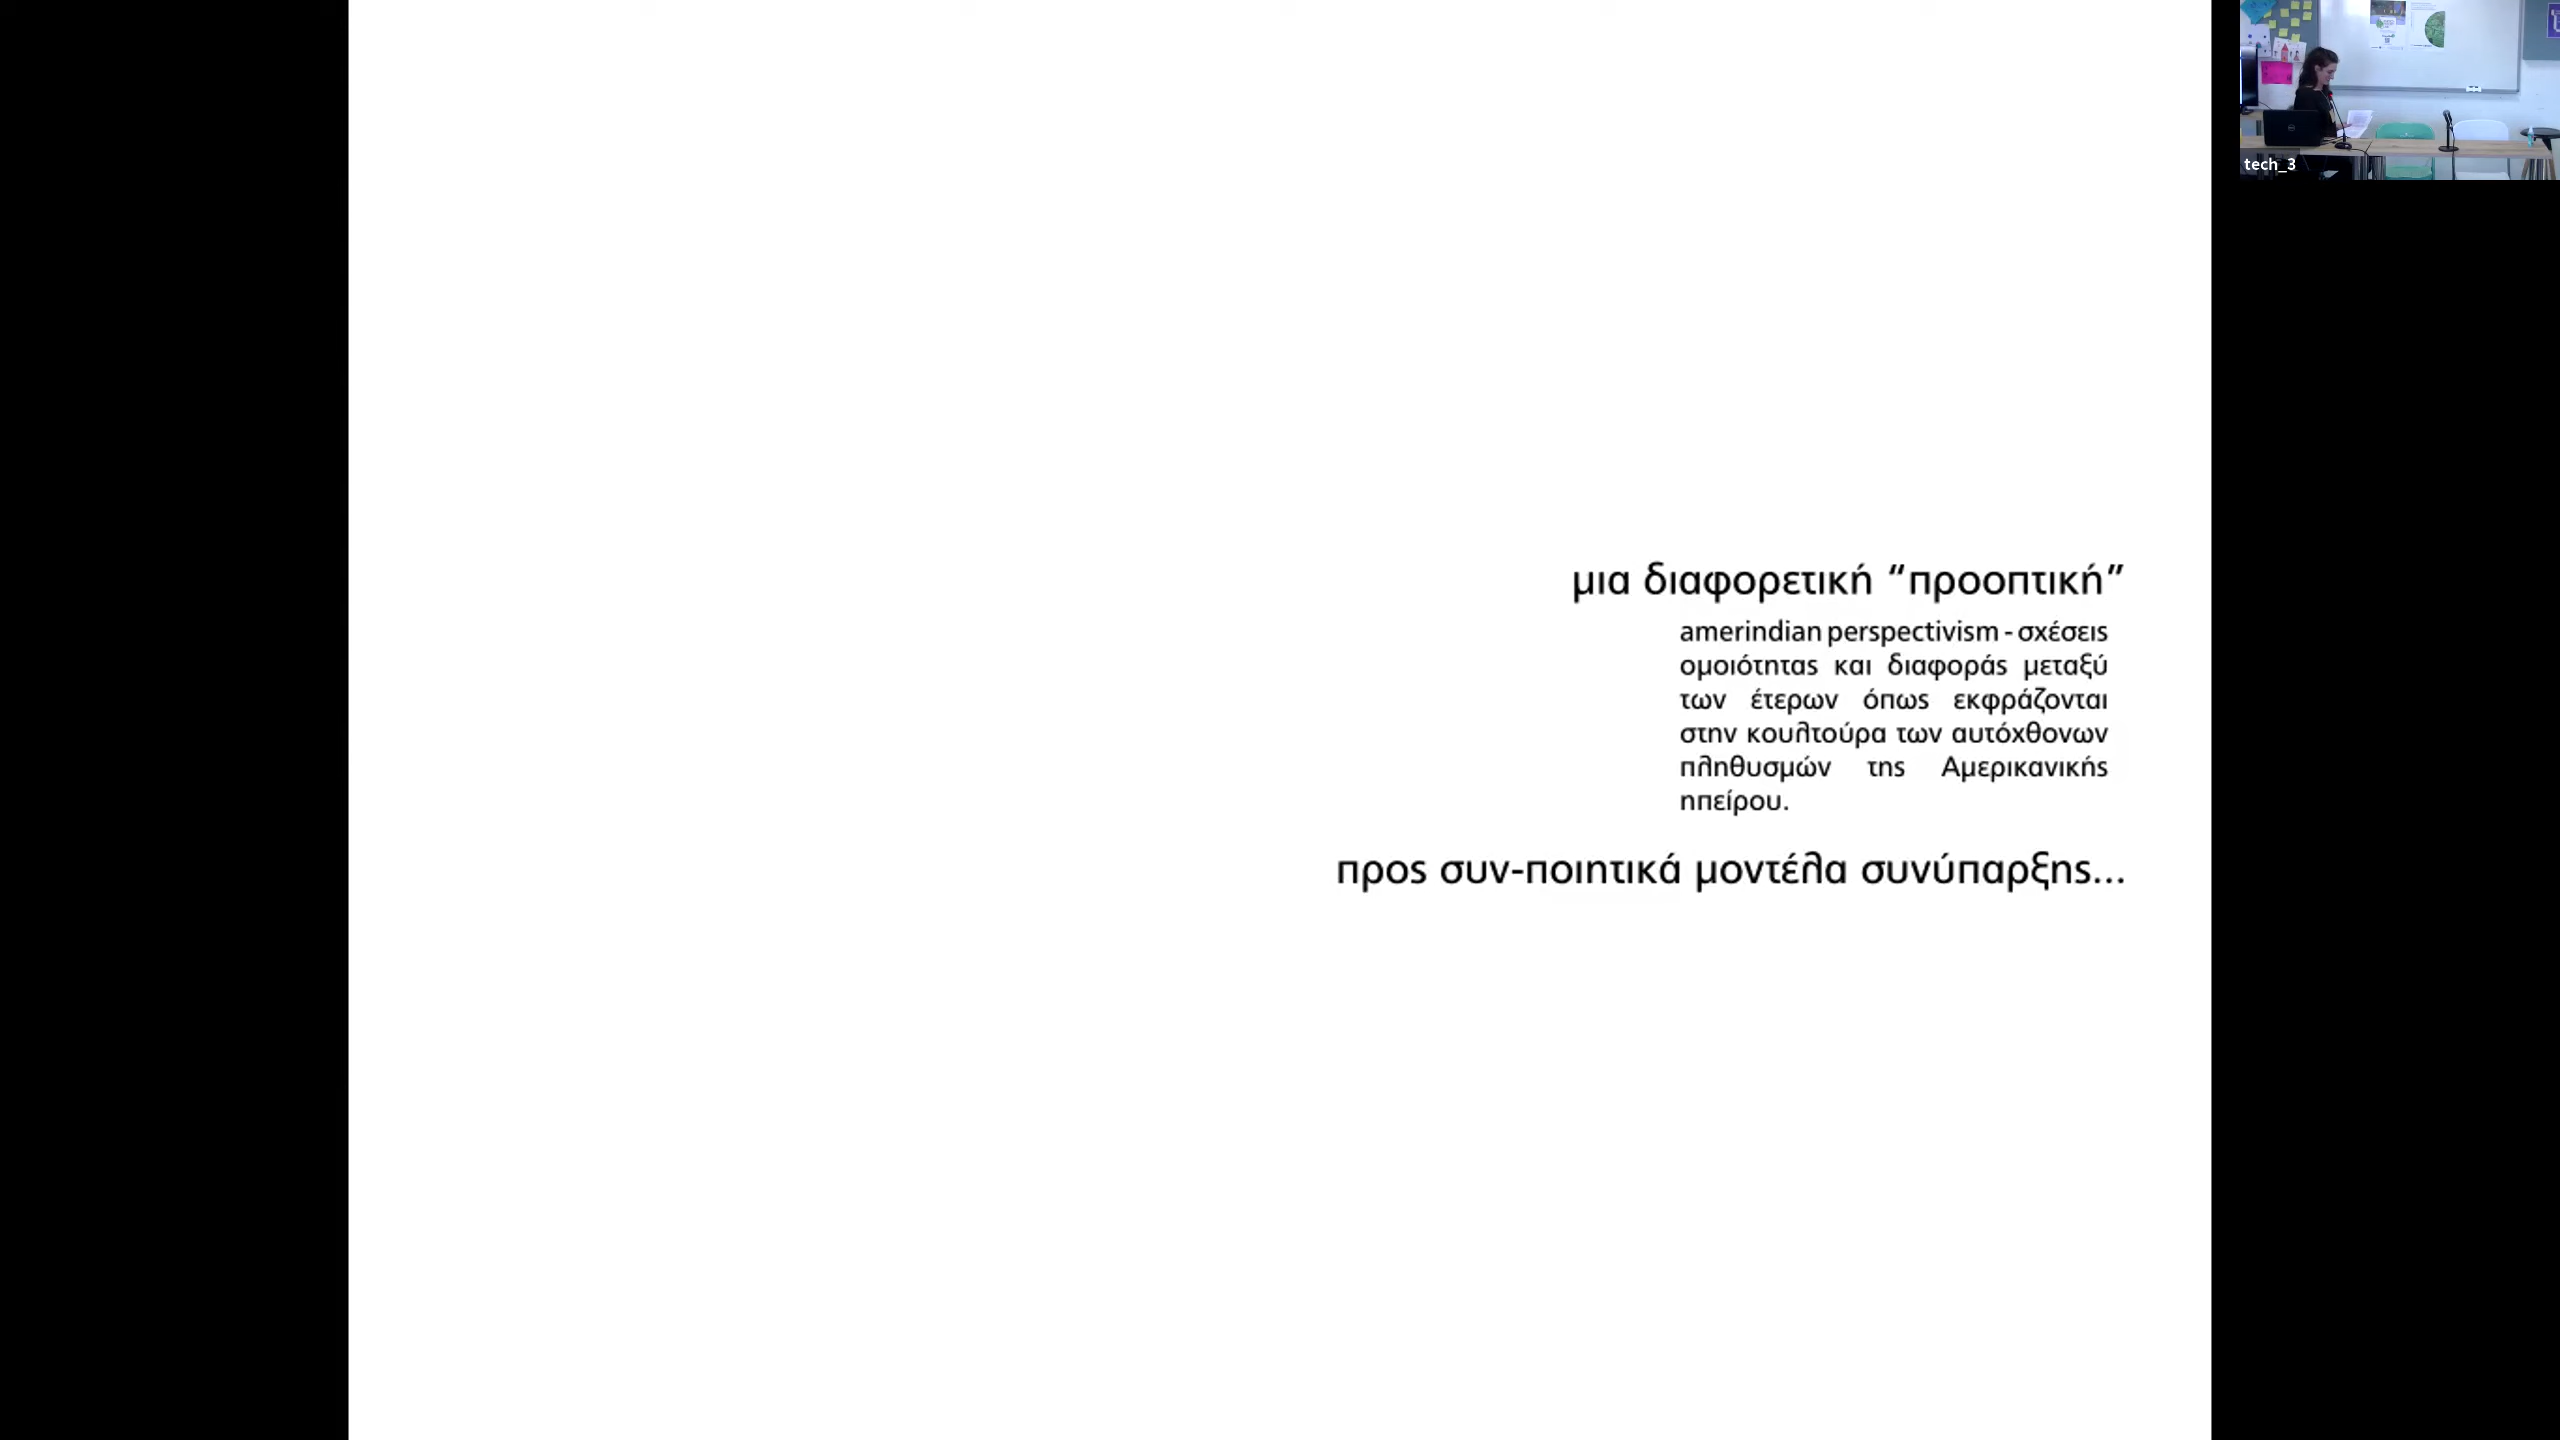 tech_3
μια διαφορετική “προοπτική”
amerindian perspectivism - σχέσεις
ομοιότητας και διαφοράς μεταξύ
των έτερων όπως εκφράζονται
στην κουλτούρα των αυτόχθονων
πληθυσμών της Αμερικανικής
ηπείρου.
προς συν-ποιητικά μοντέλα συνύπαρξης...